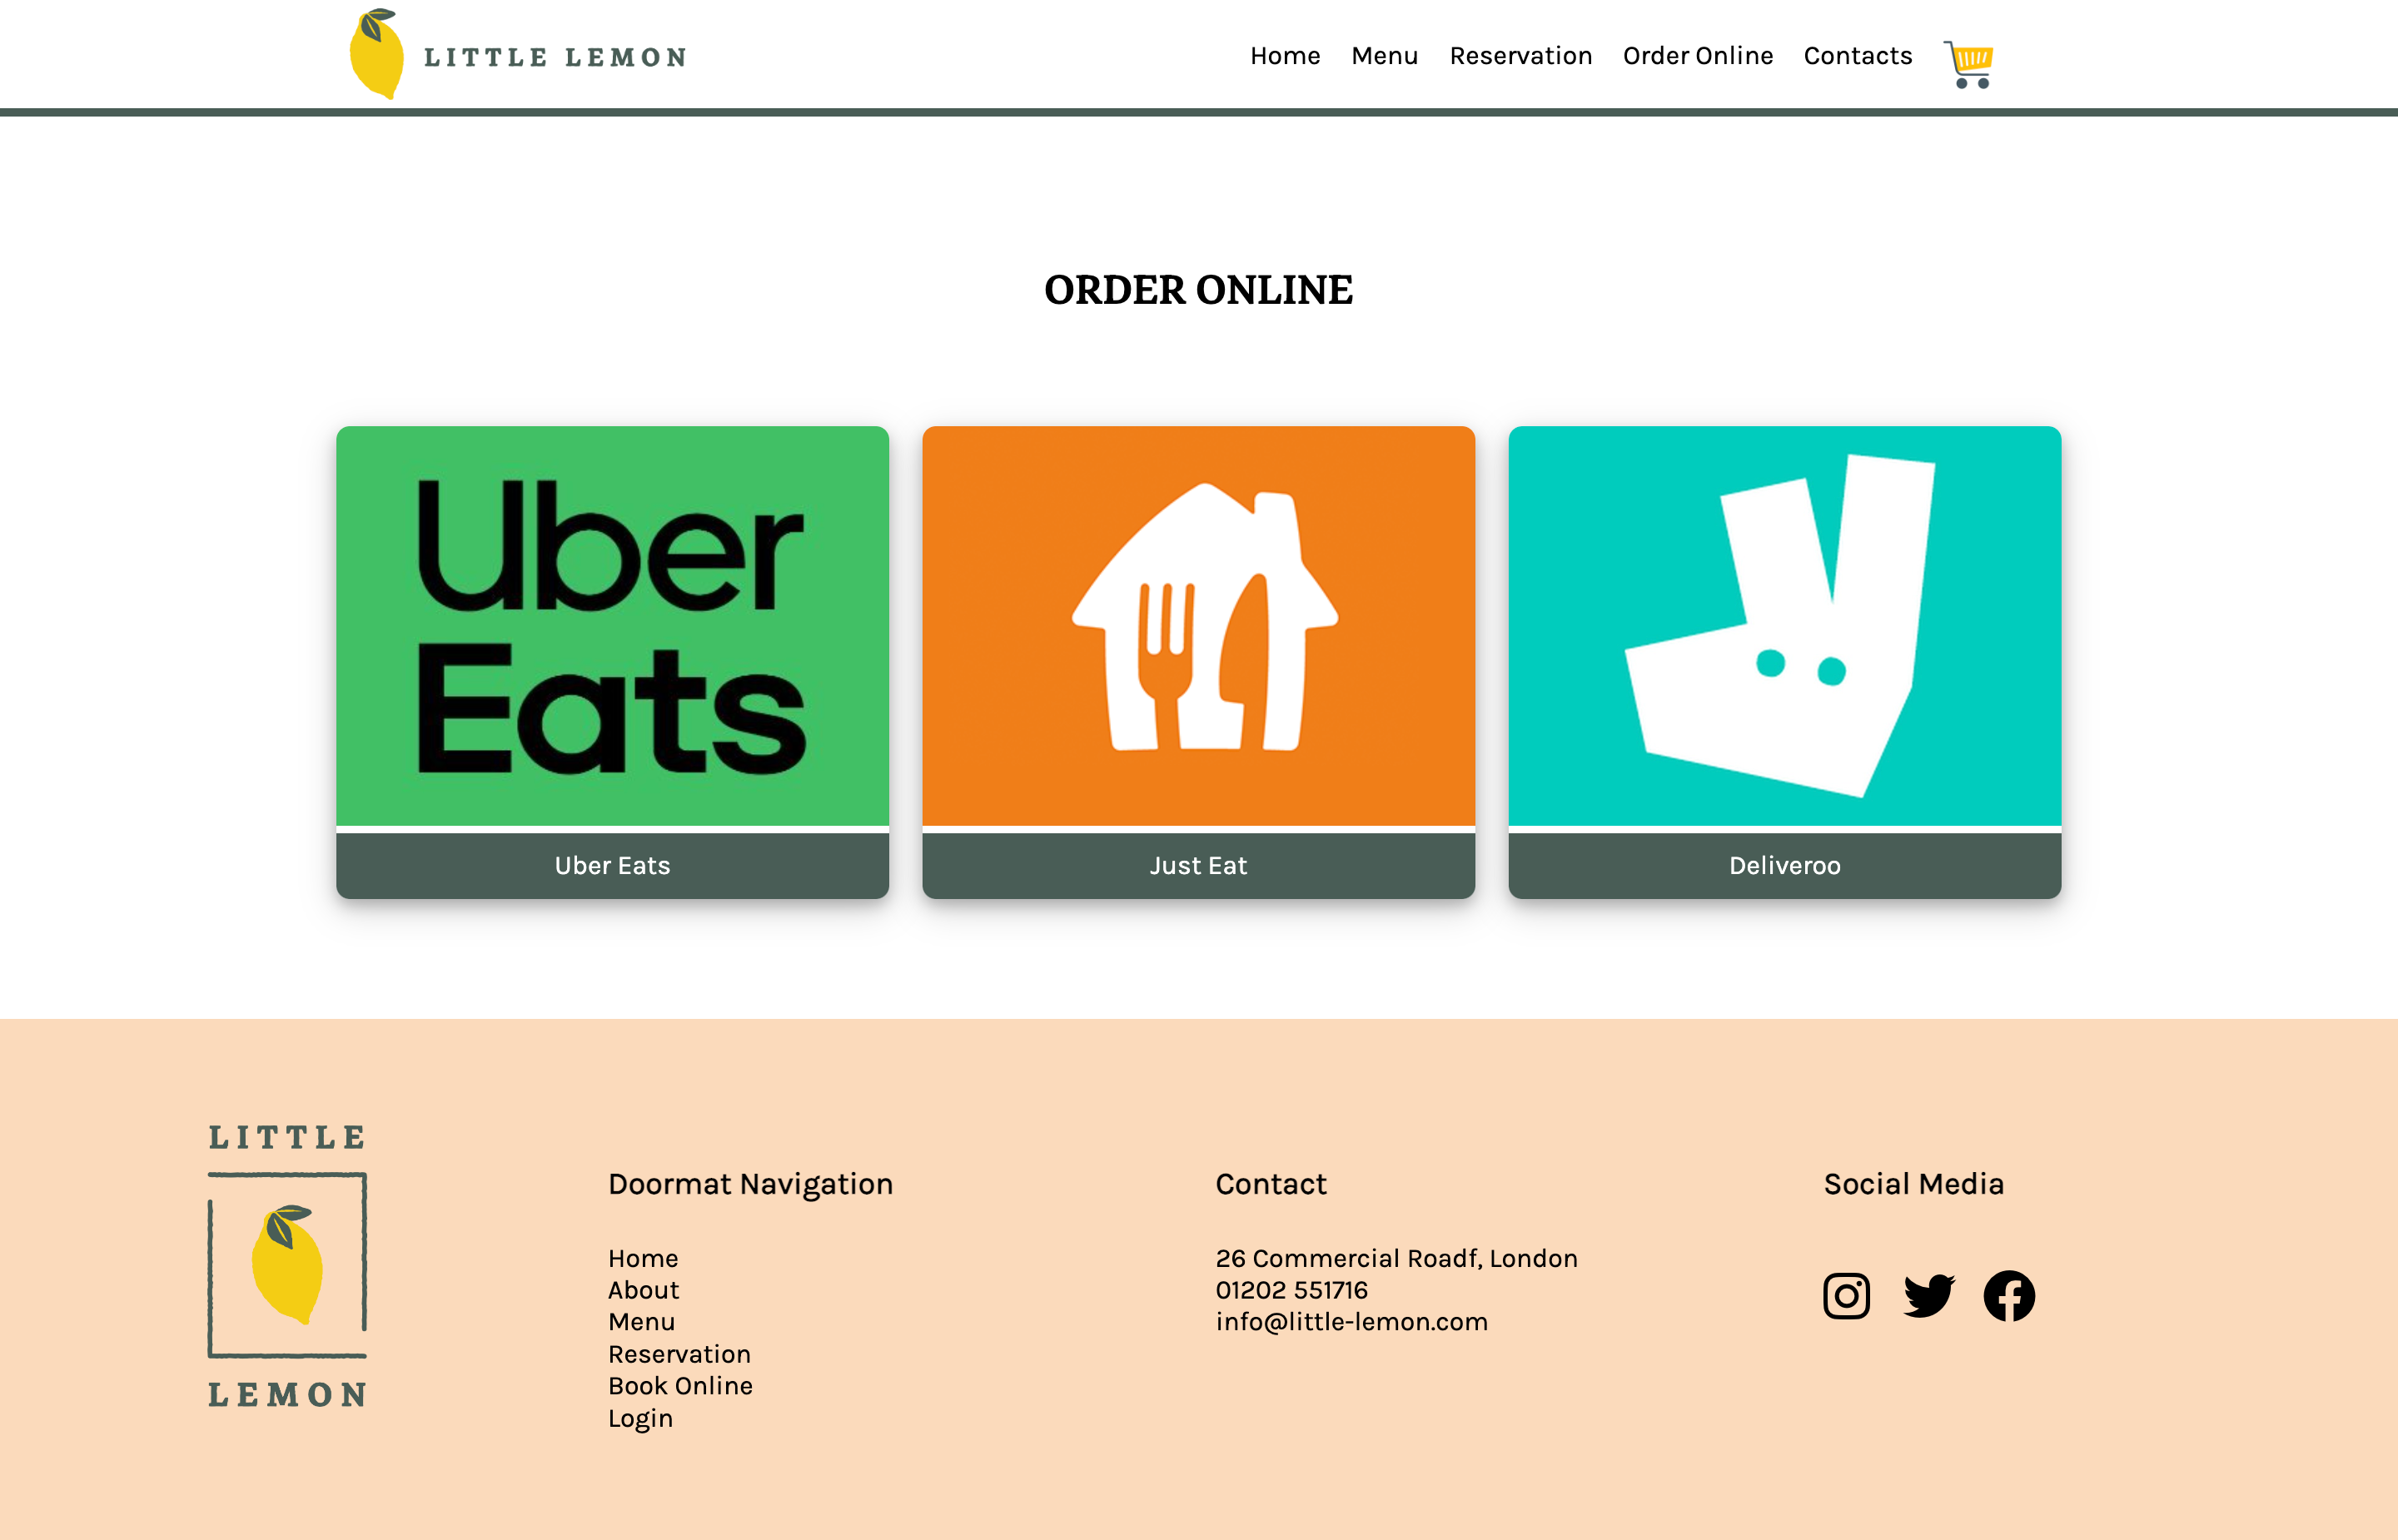 LITTLE LEMON
Home Menu Reservation Order Online Contacts
ORDER ONLINE
Uber
Eats
Uber Eats
Just Eat
Deliveroo
LITTLE
LEMON
Doormat Navigation
Home
About
Menu
Reservation
Book Online
Login
Contact
26 Commercial Roadf, London
01202 551716
info@little-lemon.com
Social Media